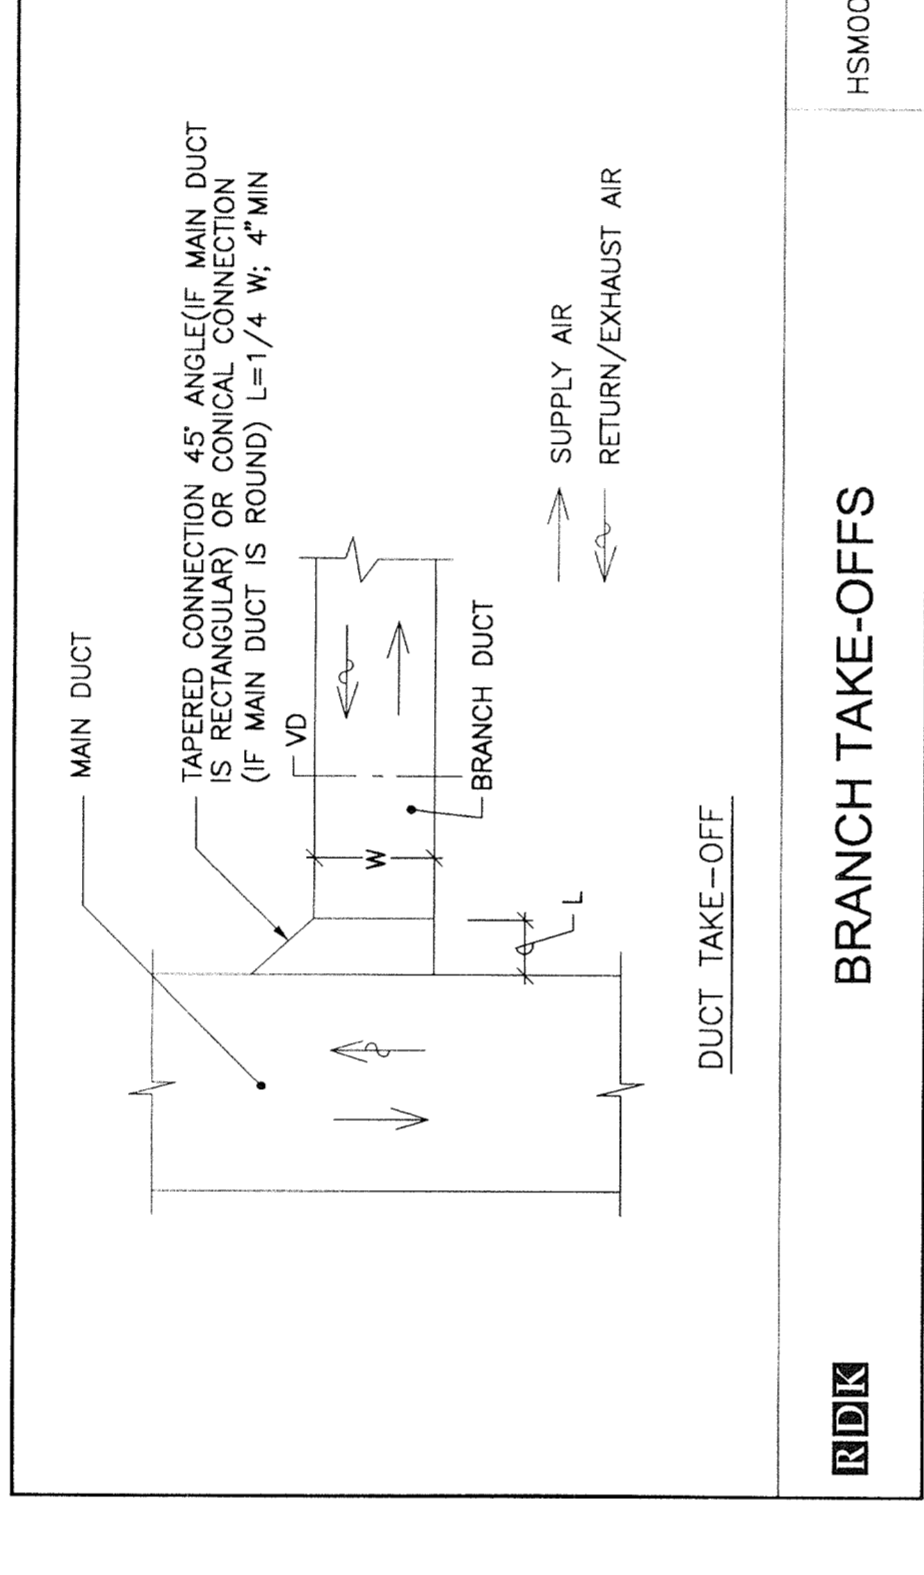 MAIN DUCT
TAPERED CONNECTION 45° ANGLE(IF MAIN DUCT
IS RECTANGULAR) OR CONICAL CONNECTION
(IF MAIN DUCT IS ROUND) L=1/4 W; 4"MIN
VD
W
BRANCH DUCT
L
SUPPLY AIR
RETURN/EXHAUST AIR
DUCT TAKE-OFF
RDK
BRANCH TAKE-OFFS
HSM00